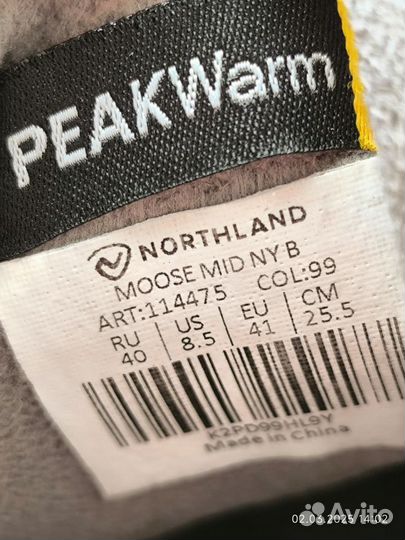 PEAKWarm
NORTHLAND
MOOSE MID NY B
ART:114475 COL:99
RU US EU CM
40 8.5 41 25.5
K2PD99HL9Y
Made in China
02.03.2025 14:02
Avito